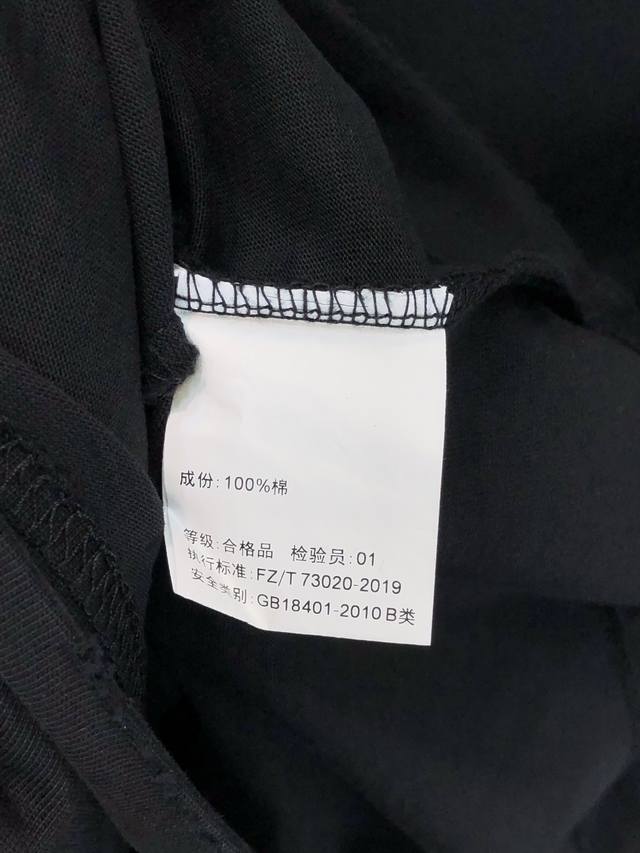 成份:100%棉
等级:合格品 检验员:01
执行标准:FZ/T 73020-2019
安全类别:GB18401-2010 B类